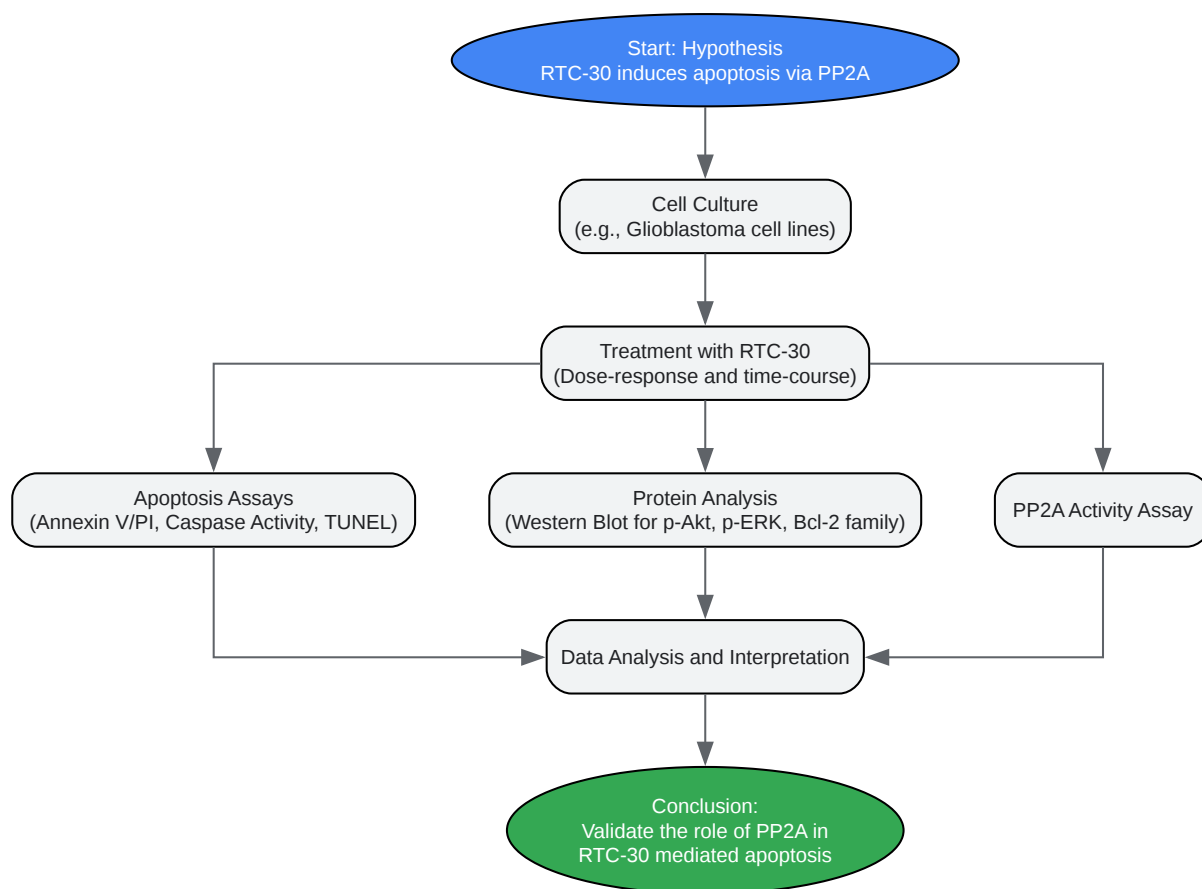 Start: Hypothesis
RTC-30 induces apoptosis via PP2A
Cell Culture
(e.g., Glioblastoma cell lines)
Treatment with RTC-30
(Dose-response and time-course)
Apoptosis Assays
(Annexin V/PI, Caspase Activity, TUNEL)
Protein Analysis
(Western Blot for p-Akt, p-ERK, Bcl-2 family)
PP2A Activity Assay
Data Analysis and Interpretation
Conclusion:
Validate the role of PP2A in
RTC-30 mediated apoptosis